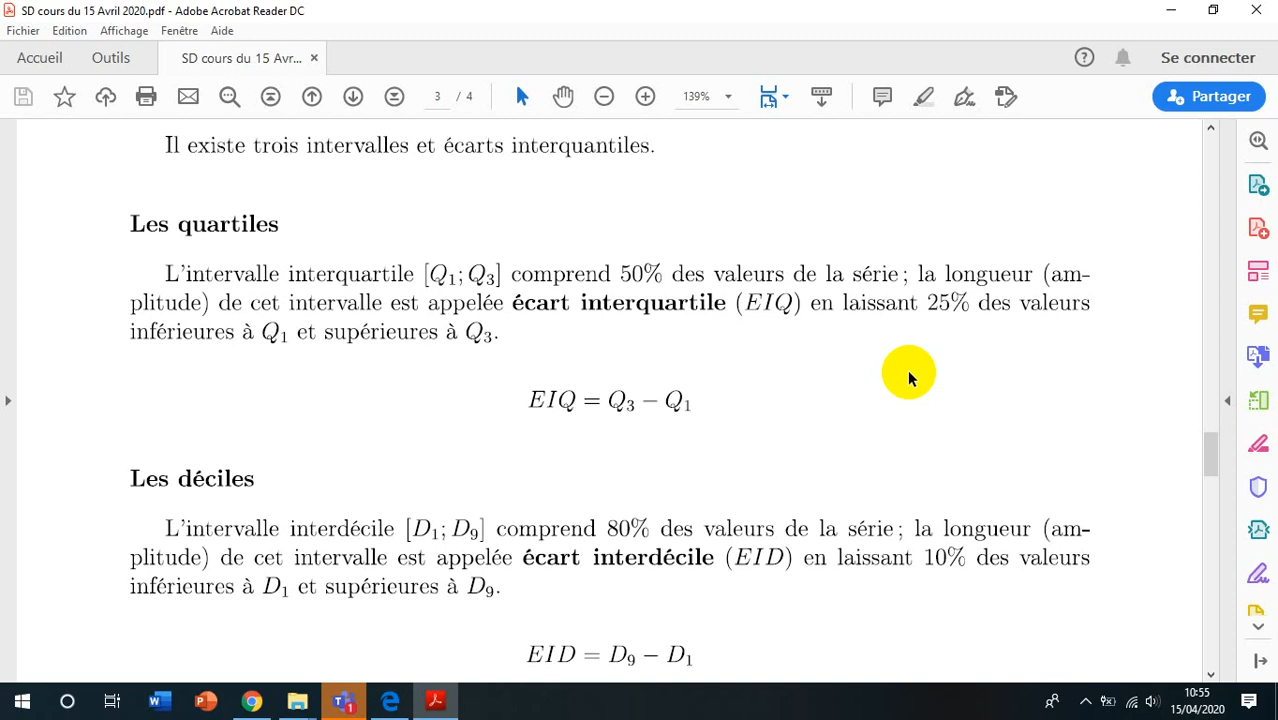 SD cours du 15 Avril 2020.pdf - Adobe Acrobat Reader DC
Fichier Edition Affichage Fenêtre Aide
Accueil Outils SD cours du 15 Avr... × Se connecter
3 / 4 139% Partager
Il existe trois intervalles et écarts interquantiles.
Les quartiles
L'intervalle interquartile [Q₁; Q₃] comprend 50% des valeurs de la série ; la longueur (am-
plitude) de cet intervalle est appelée écart interquartile (EIQ) en laissant 25% des valeurs
inférieures à Q₁ et supérieures à Q₃.
EIQ = Q₃ − Q₁
Les déciles
L'intervalle interdécile [D₁; D₉] comprend 80% des valeurs de la série ; la longueur (am-
plitude) de cet intervalle est appelée écart interdécile (EID) en laissant 10% des valeurs
inférieures à D₁ et supérieures à D₉.
EID = D₉ − D₁
10:55
15/04/2020